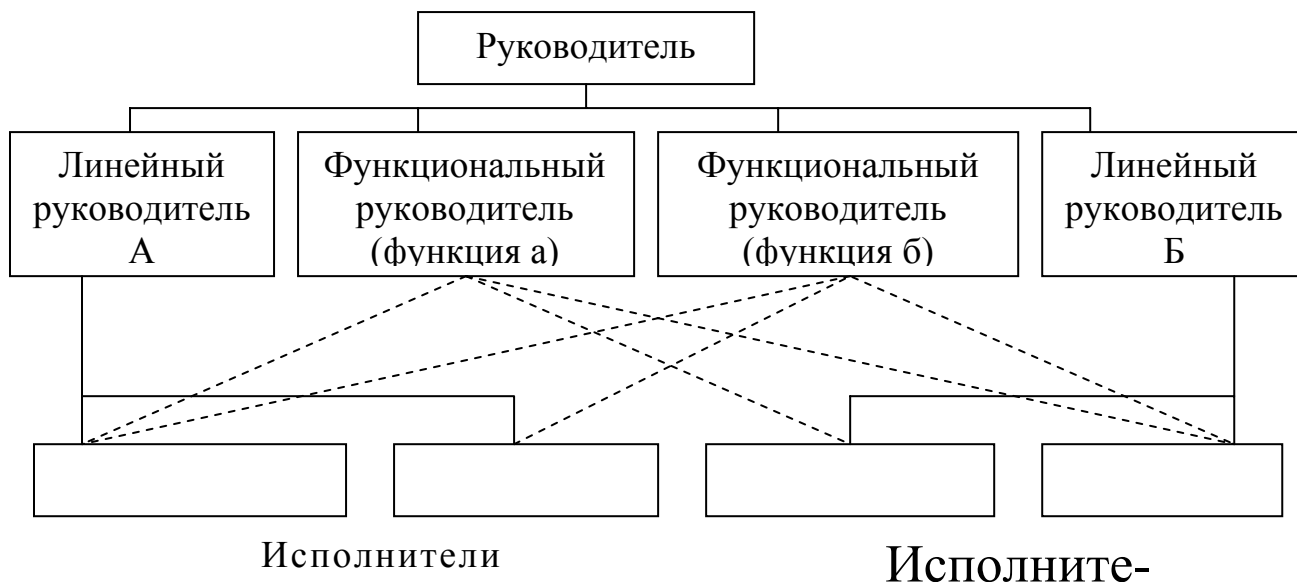 Руководитель
Линейный
руководитель
А
Функциональный
руководитель
(функция а)
Функциональный
руководитель
(функция б)
Линейный
руководитель
Б
Исполнители
Исполните-